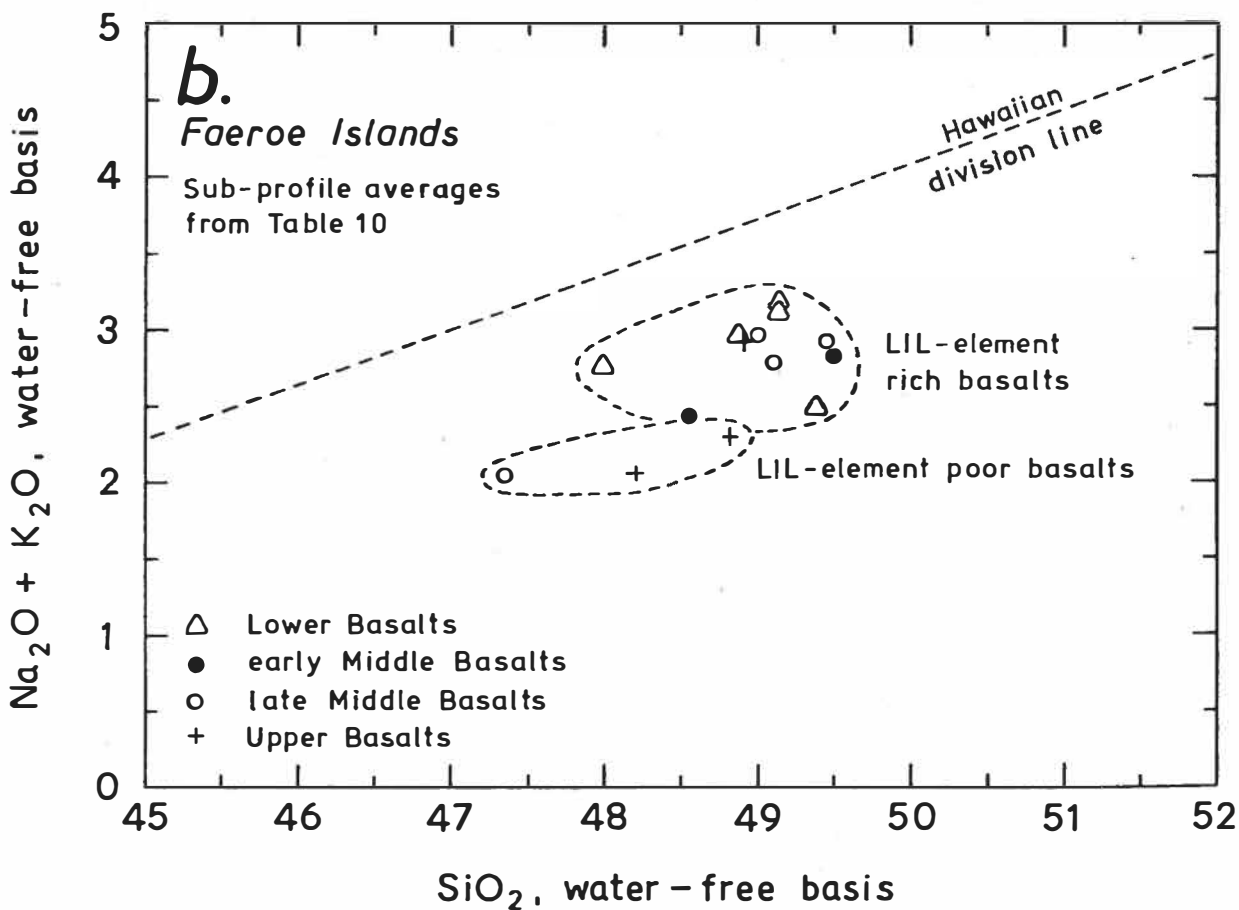 b.
Faeroe Islands
Sub-profile averages
from Table 10
Hawaiian
division line
LIL-element
rich basalts
LIL-element poor basalts
Lower Basalts
early Middle Basalts
late Middle Basalts
Upper Basalts
5
4
3
2
1
0
45 46 47 48 49 50 51 52
Na₂O + K₂O, water-free basis
SiO₂, water-free basis